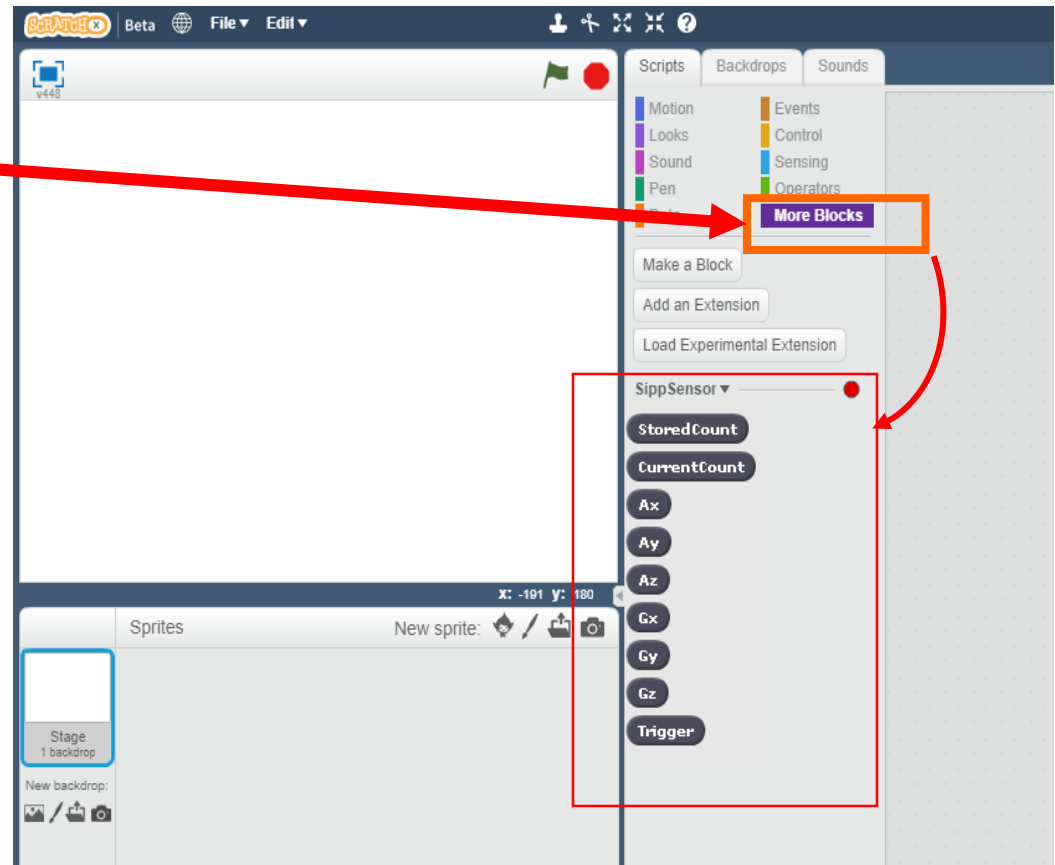 SCRATCH X Beta File▼ Edit▼
v448
Scripts Backdrops Sounds
Motion Events
Looks Control
Sound Sensing
Pen Operators
More Blocks
Make a Block
Add an Extension
Load Experimental Extension
SippSensor▼
StoredCount
CurrentCount
Ax
Ay
Az
Gx
Gy
Gz
Trigger
X: -191 y: 180
Sprites New sprite:
Stage
1 backdrop
New backdrop: